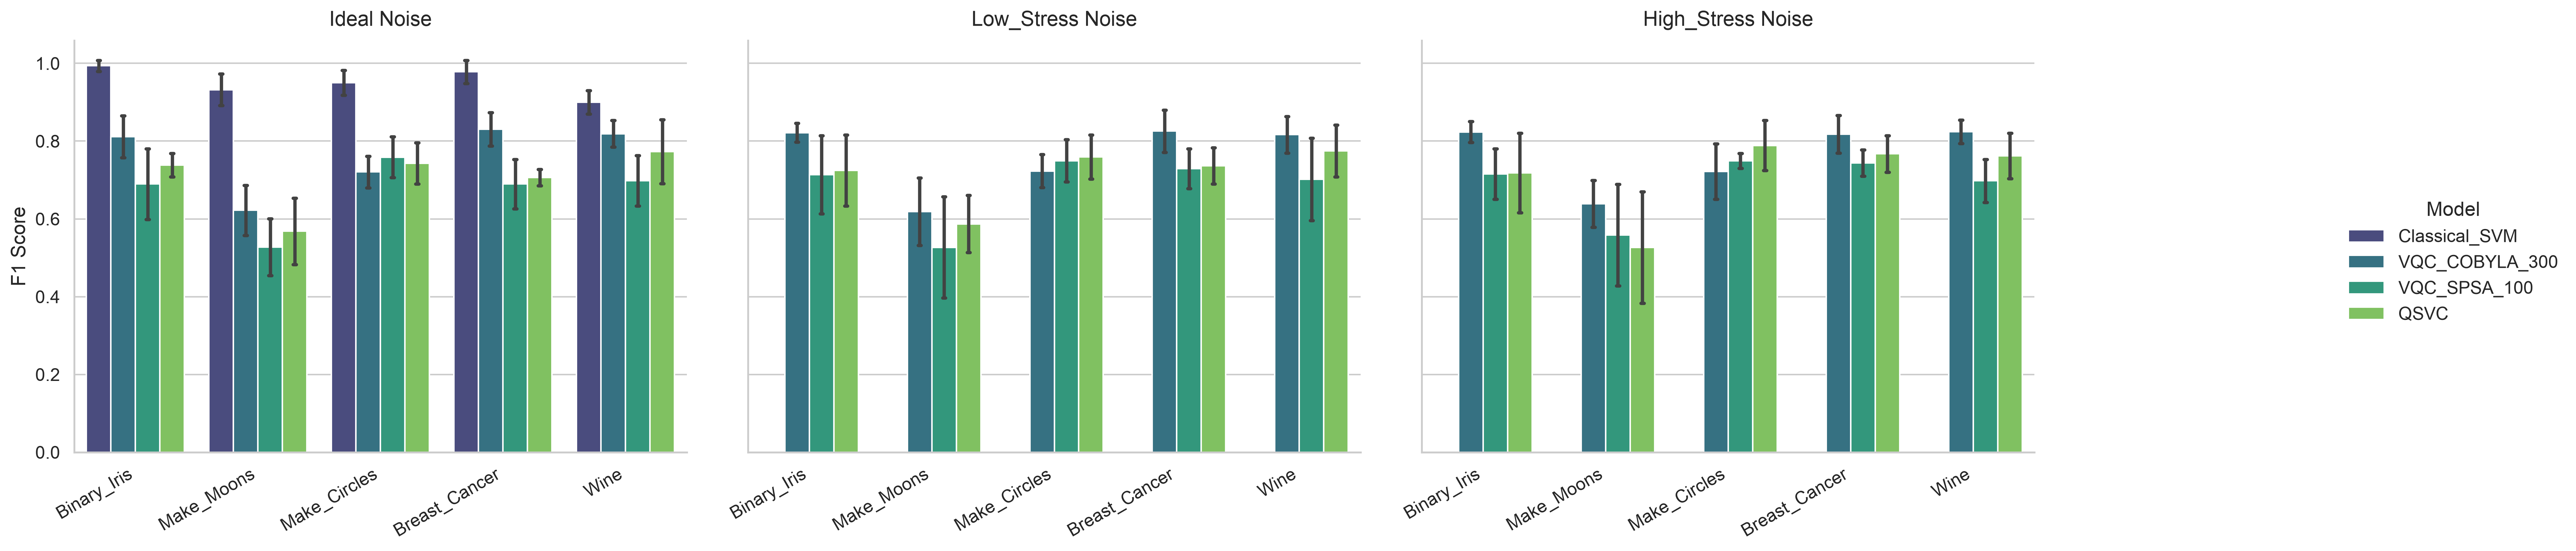 Ideal Noise
Low_Stress Noise
High_Stress Noise
F1 Score
1.0
0.8
0.6
0.4
0.2
0.0
Binary_Iris
Make_Moons
Make_Circles
Breast_Cancer
Wine
Binary_Iris
Make_Moons
Make_Circles
Breast_Cancer
Wine
Binary_Iris
Make_Moons
Make_Circles
Breast_Cancer
Wine
Model
Classical_SVM
VQC_COBYLA_300
VQC_SPSA_100
QSVC